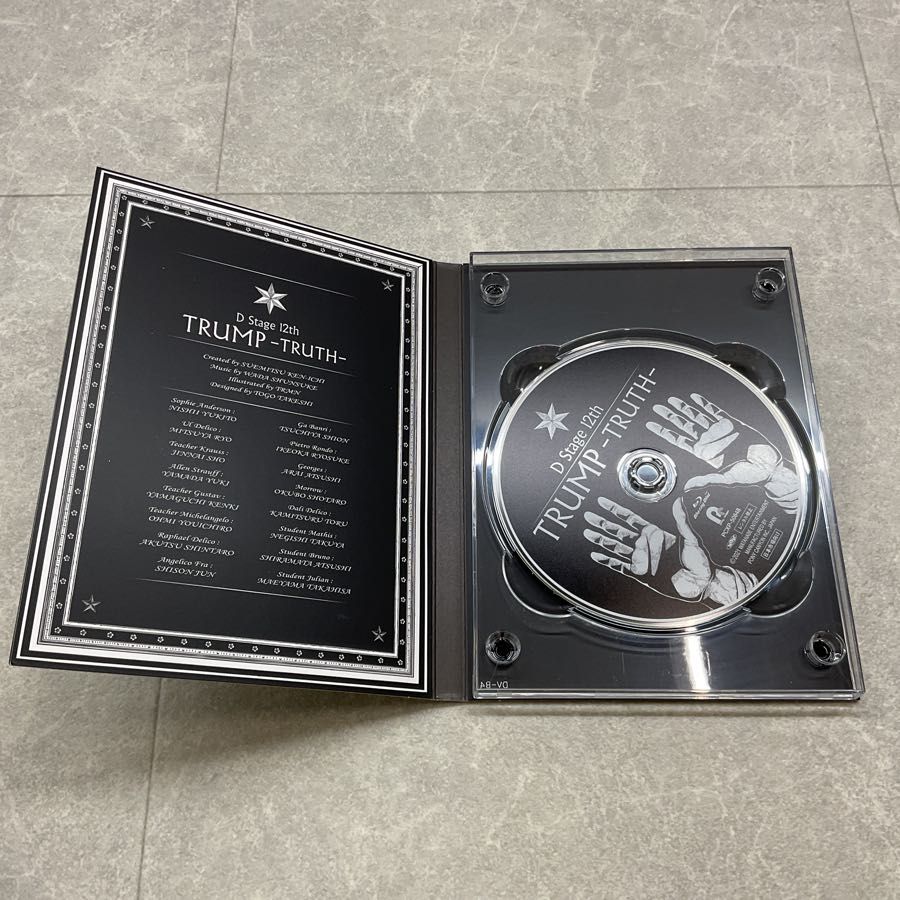 D Stage 12th
TRUMP -TRUTH-
Created by SUEMITSU KEN-ICHI
Music by WADA SHUNSUKE
Illustrated by TRMN
Designed by TOGO TAKESHI
Sophie Anderson :
NISHII YUKITO
Ul Delico :
MITSUYA RYO
Teacher Krauss :
JINNAI SHO
Allen Strauff :
YAMADA YUKI
Teacher Gustav :
YAMAGUCHI KENKI
Teacher Michelangelo :
OHMI YOUICHIRO
Raphael Delico :
AKUTSU SHINTARO
Angelico Fra :
SHISON JUN
Ga Banri :
TSUCHIYA SHION
Pietro Rondo :
IKEOKA RYOSUKE
Georges :
ARAI ATSUSHI
Morrow :
OKUBO SHOTARO
Dali Delico :
KAMITSURU TORU
Student Mathis :
NEGISHI TAKUYA
Student Bruno :
SHIRAMATA ATSUSHI
Student Julian :
MAEYAMA TAKAHISA
D Stage 12th
TRUMP -TRUTH-
DV-B4